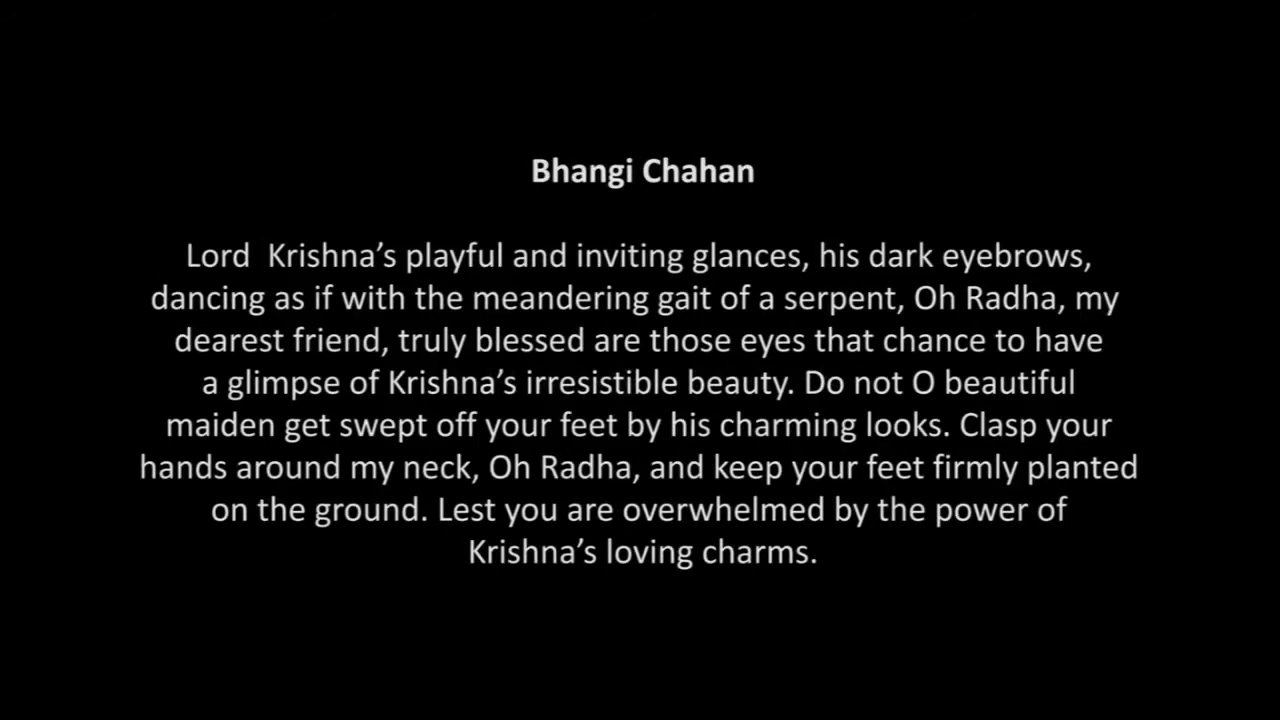 Bhangi Chahan
Lord  Krishna’s playful and inviting glances, his dark eyebrows,
dancing as if with the meandering gait of a serpent, Oh Radha, my
dearest friend, truly blessed are those eyes that chance to have
a glimpse of Krishna’s irresistible beauty. Do not O beautiful
maiden get swept off your feet by his charming looks. Clasp your
hands around my neck, Oh Radha, and keep your feet firmly planted
on the ground. Lest you are overwhelmed by the power of
Krishna’s loving charms.